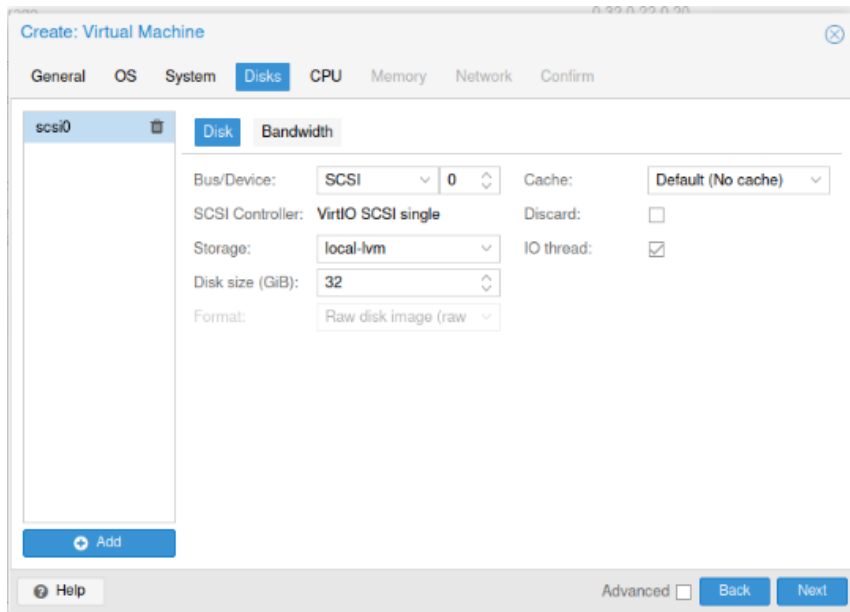 Create: Virtual Machine
General OS System Disks CPU Memory Network Confirm
scsi0
Disk Bandwidth
Bus/Device: SCSI 0 Cache: Default (No cache)
SCSI Controller: VirtIO SCSI single Discard:
Storage: local-lvm IO thread:
Disk size (GiB): 32
Format: Raw disk image (raw
Add
Help Advanced Back Next